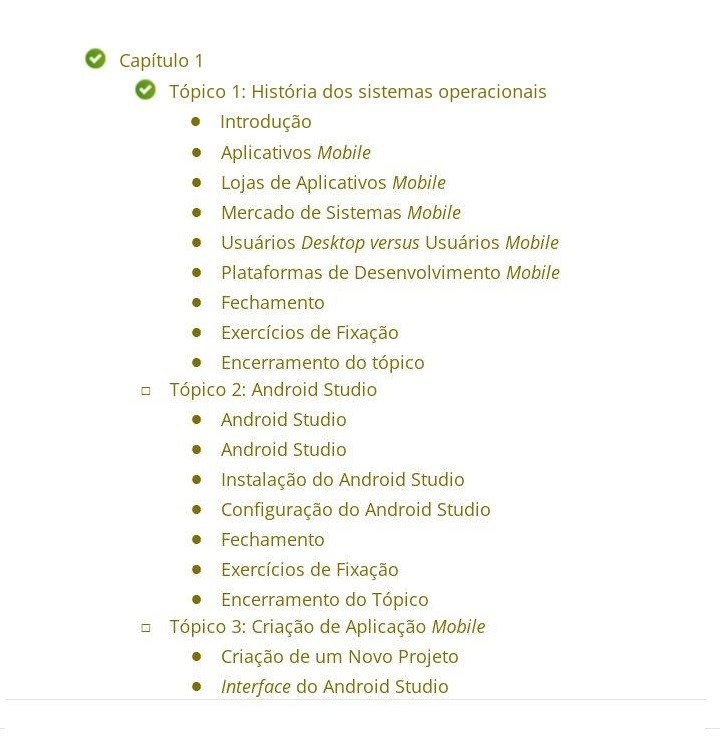 Capítulo 1
Tópico 1: História dos sistemas operacionais
Introdução
Aplicativos Mobile
Lojas de Aplicativos Mobile
Mercado de Sistemas Mobile
Usuários Desktop versus Usuários Mobile
Plataformas de Desenvolvimento Mobile
Fechamento
Exercícios de Fixação
Encerramento do tópico
Tópico 2: Android Studio
Android Studio
Android Studio
Instalação do Android Studio
Configuração do Android Studio
Fechamento
Exercícios de Fixação
Encerramento do Tópico
Tópico 3: Criação de Aplicação Mobile
Criação de um Novo Projeto
Interface do Android Studio